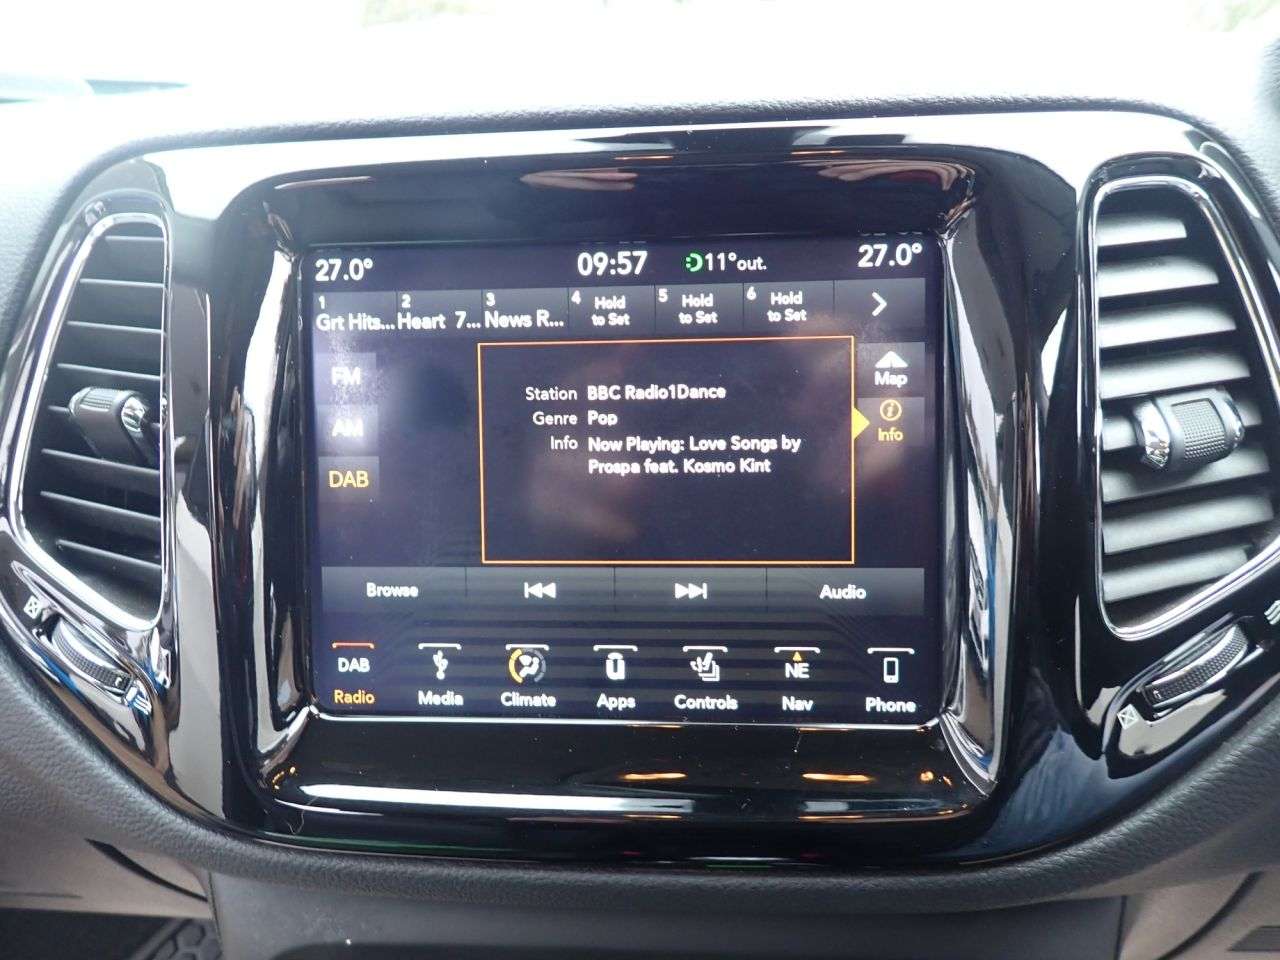 27.0° 09:57 11°out. 27.0°
1 2 3 4 Hold 5 Hold 6 Hold
Grt Hits... Heart 7... News R... to Set to Set to Set
FM
AM
DAB
Station BBC Radio1Dance
Genre Pop
Info Now Playing: Love Songs by
Prospa feat. Kosmo Kint
Map
Info
Browse Audio
DAB NE
Radio Media Climate Apps Controls Nav Phone